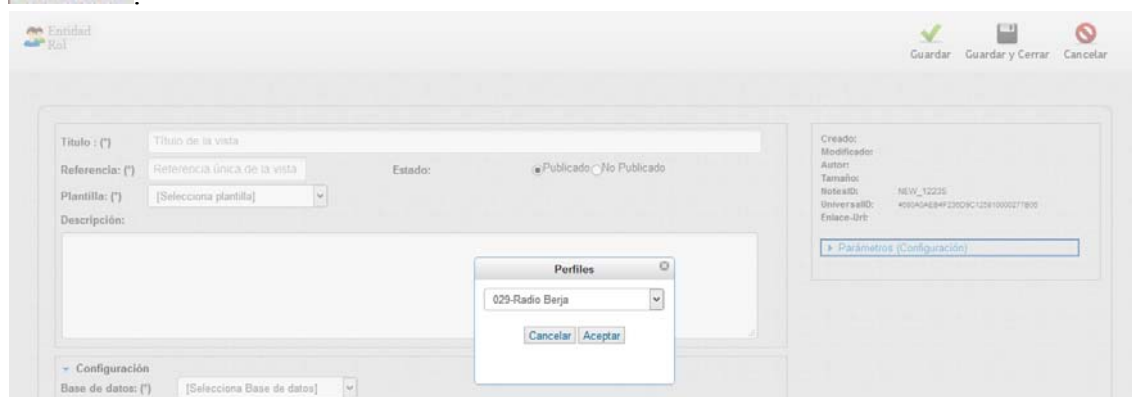 Entidad
Ral
Guardar
Guardar y Cerrar
Cancelar
Título : (*)
Título de la vista
Referencia: (*)
Referencia única de la vista
Estado:
Publicado
No Publicado
Plantilla: (*)
[Selecciona plantilla]
Descripción:
Creado:
Modificado:
Autor:
Tamaño:
NotesID:
NEW_12235
UniversalID:
Enlace-Url:
Parámetros (Configuración)
Perfiles
029-Radio Berja
Cancelar
Aceptar
Configuración
Base de datos: (*)
[Selecciona Base de datos]